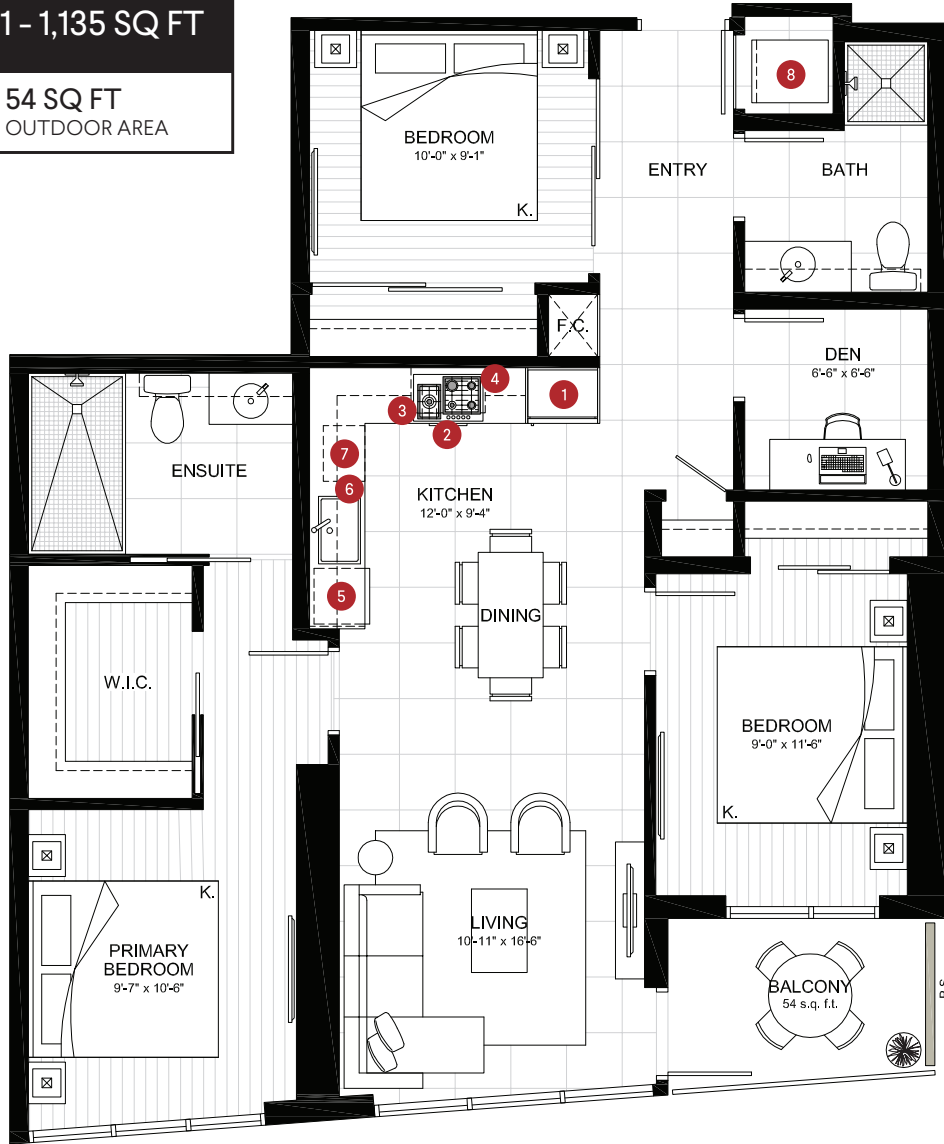 1 - 1,135 SQ FT
54 SQ FT
OUTDOOR AREA
8
BEDROOM
10'-0" x 9'-1"
K.
ENTRY
BATH
F.C.
DEN
6'-6" x 6'-6"
4
1
3
2
7
6
5
ENSUITE
KITCHEN
12'-0" x 9'-4"
DINING
W.I.C.
BEDROOM
9'-0" x 11'-6"
K.
K.
PRIMARY
BEDROOM
9'-7" x 10'-6"
LIVING
10'-11" x 16'-6"
BALCONY
54 s.q. f.t.